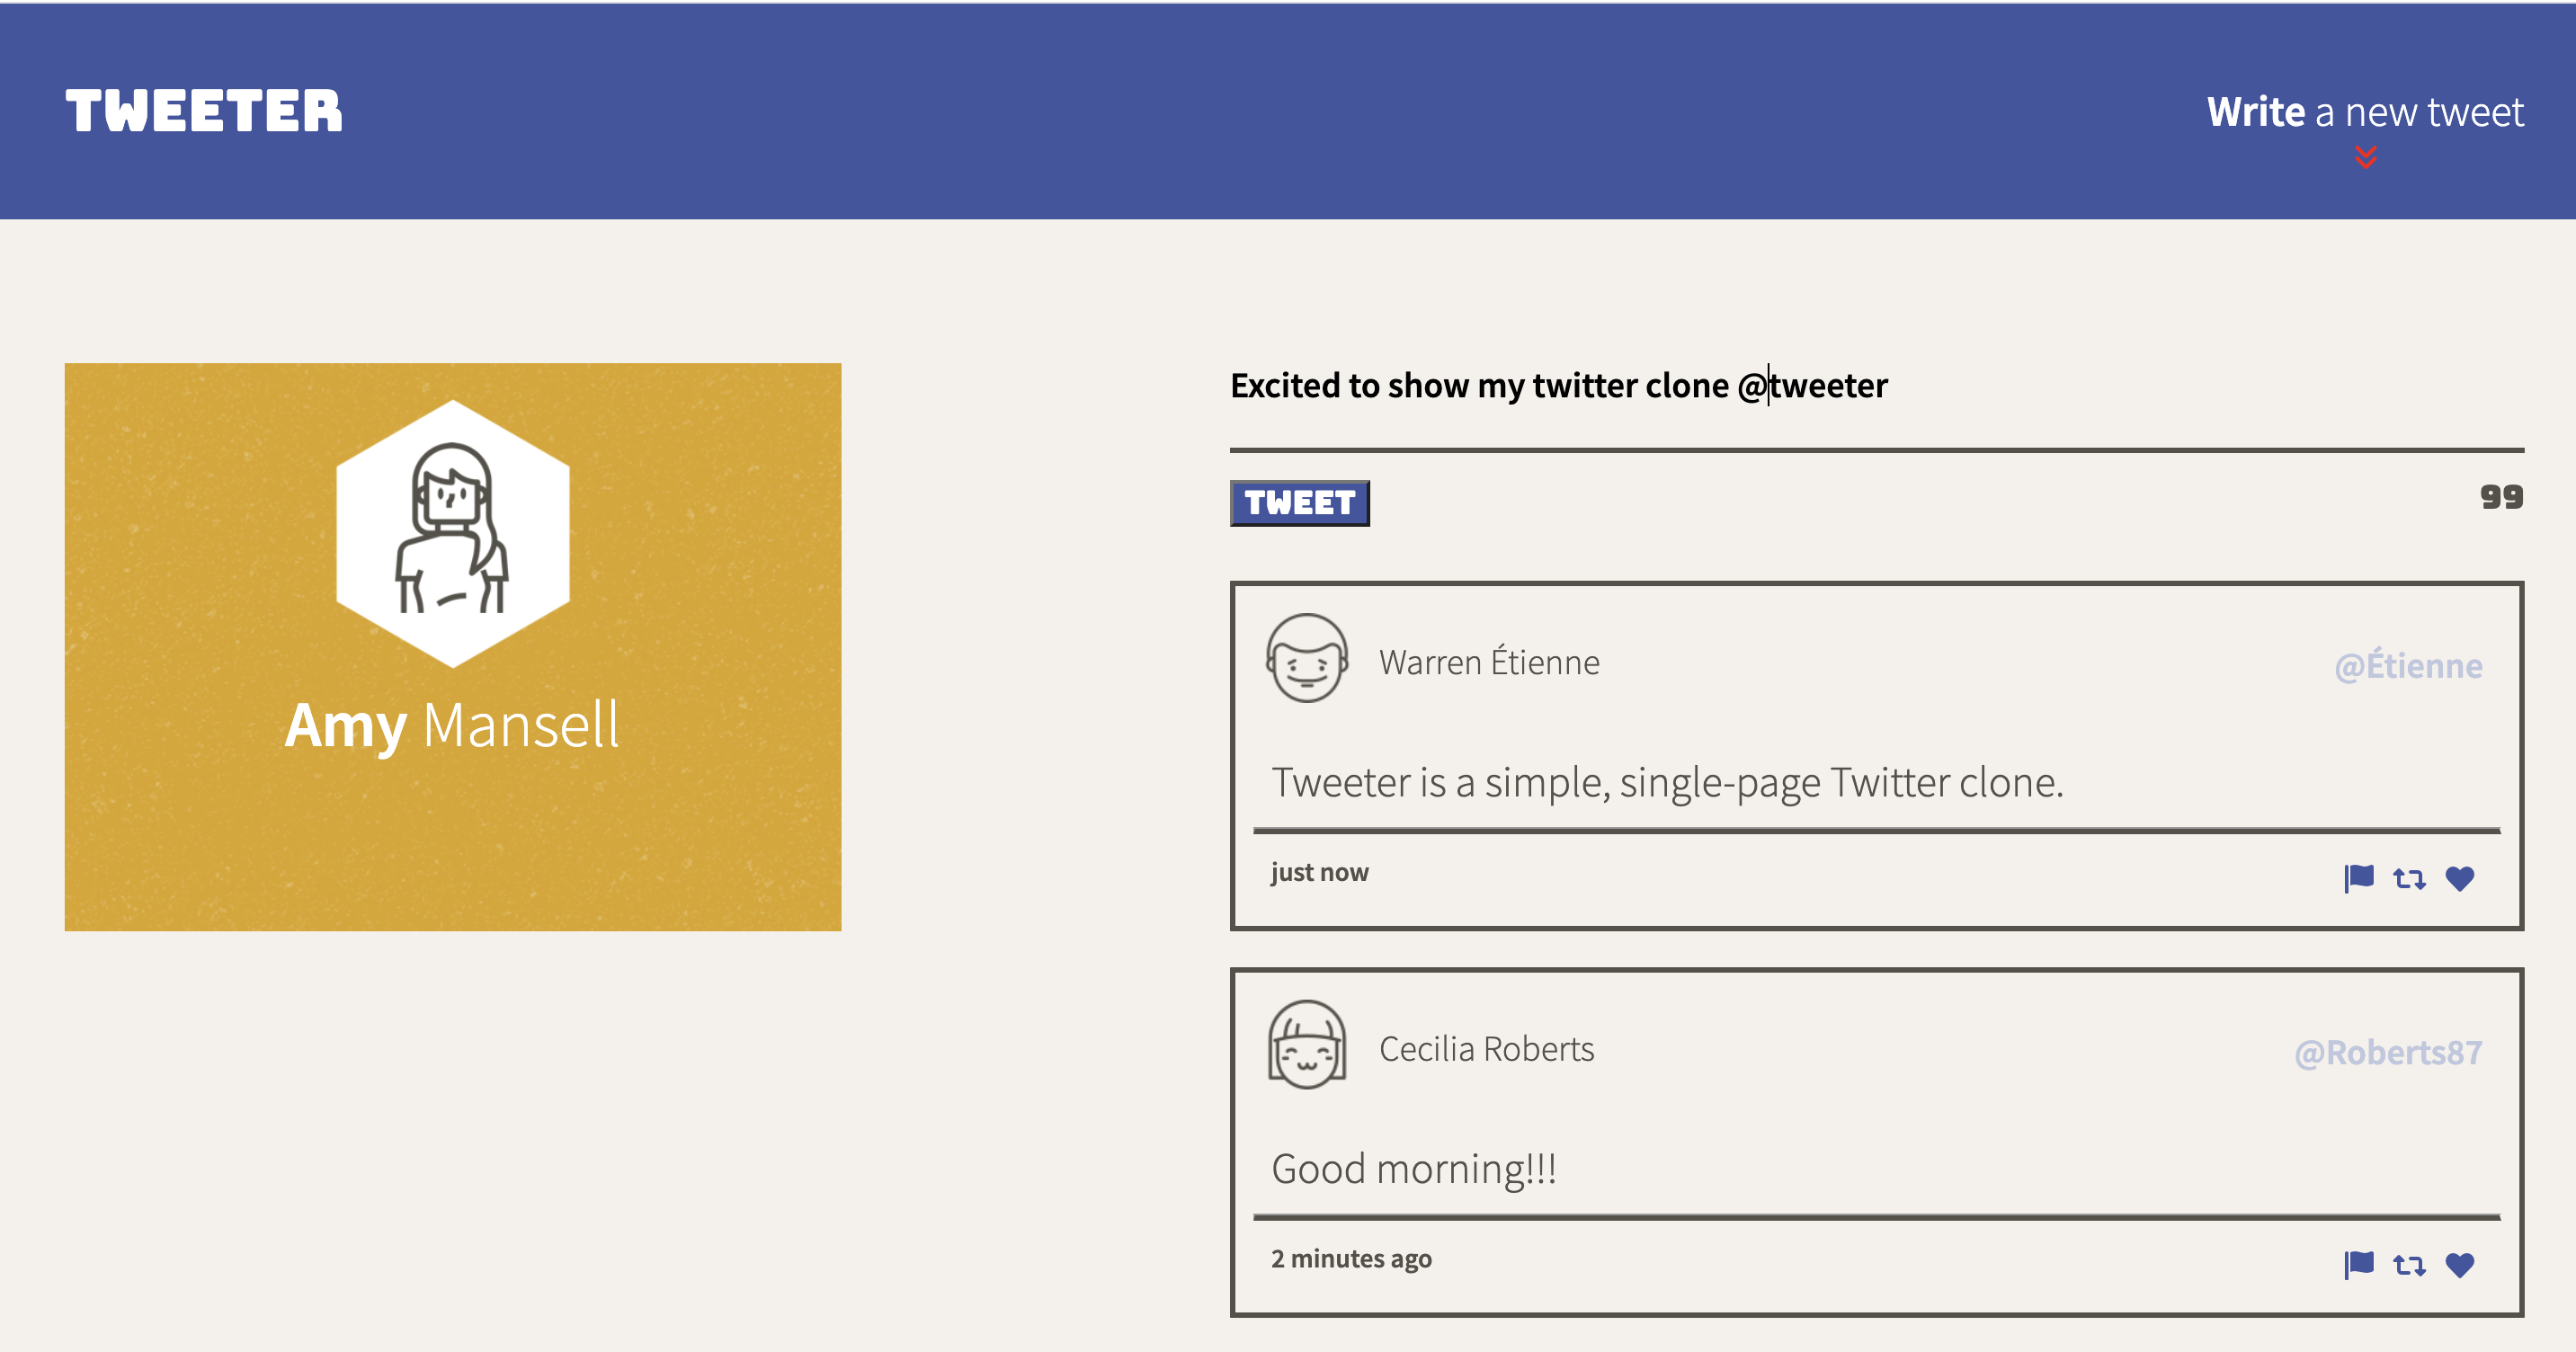 TWEETER
Write a new tweet
Amy Mansell
Excited to show my twitter clone @tweeter
TWEET
99
Warren Étienne
@Étienne
Tweeter is a simple, single-page Twitter clone.
just now
Cecilia Roberts
@Roberts87
Good morning!!!
2 minutes ago